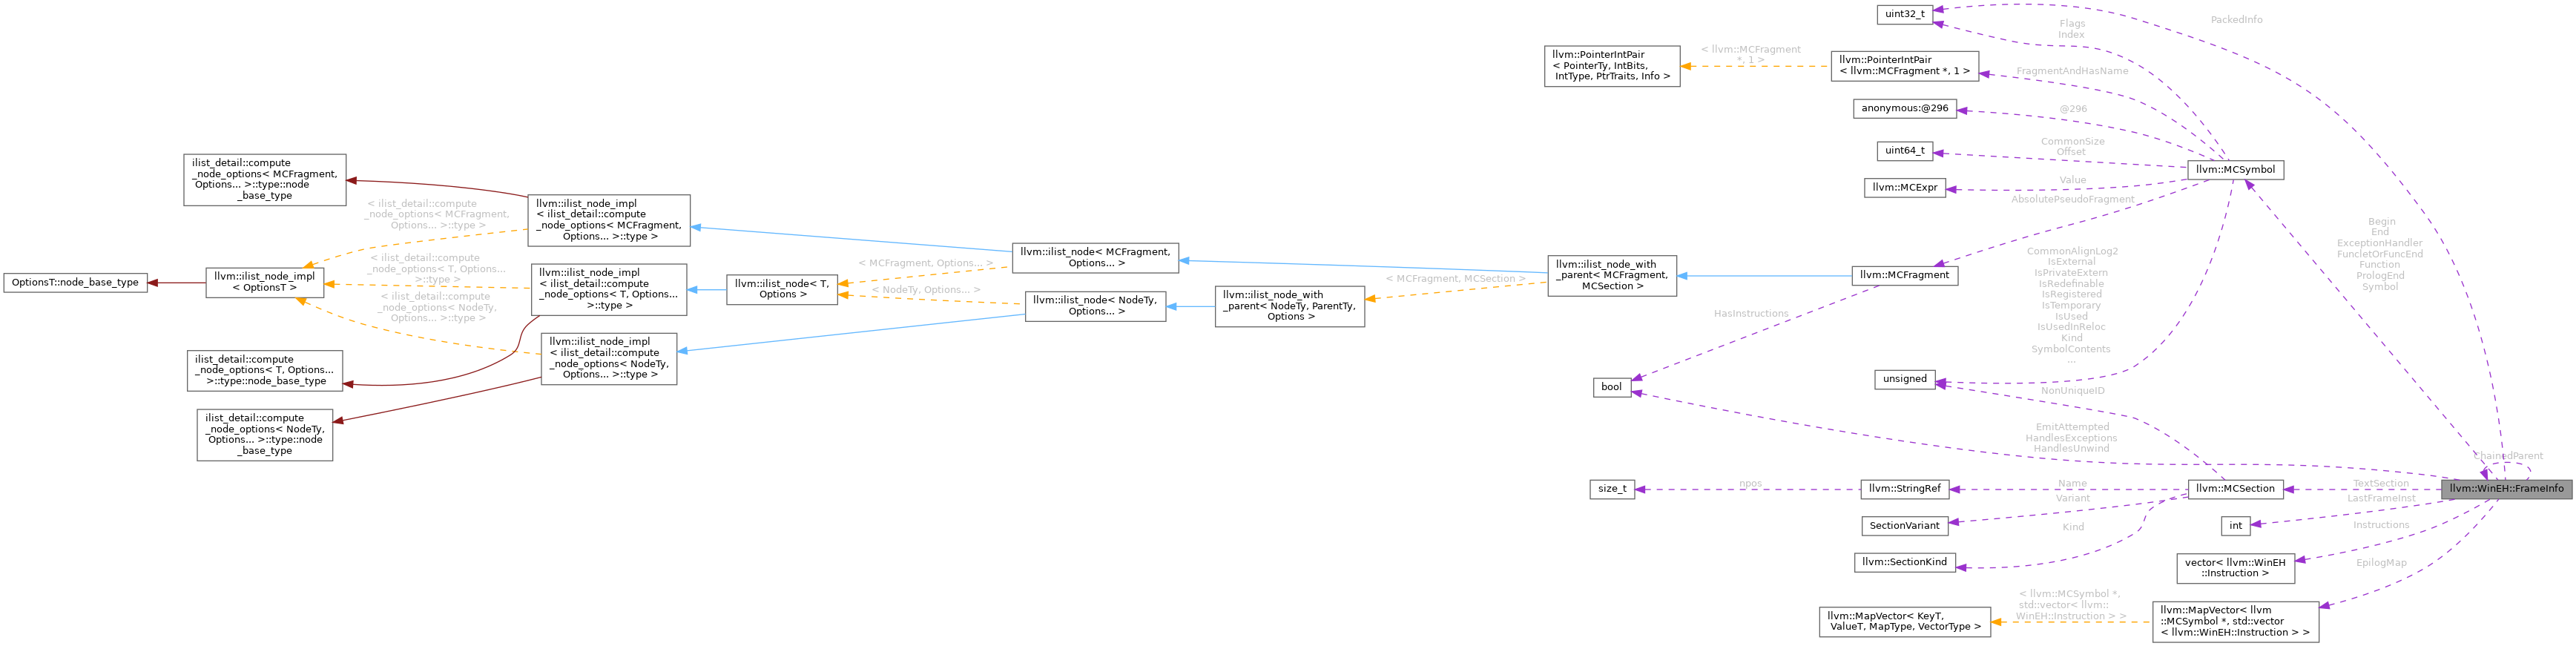 uint32_t
PackedInfo
Flags
Index
llvm::PointerIntPair
< PointerTy, IntBits,
IntType, PtrTraits, Info >
< llvm::MCFragment
*, 1 >
llvm::PointerIntPair
< llvm::MCFragment *, 1 >
FragmentAndHasName
anonymous:@296
@296
uint64_t
CommonSize
Offset
llvm::MCSymbol
llvm::MCExpr
Value
AbsolutePseudoFragment
ilist_detail::compute
_node_options< MCFragment,
Options... >::type::node
_base_type
< ilist_detail::compute
_node_options< MCFragment,
Options... >::type >
llvm::ilist_node_impl
< ilist_detail::compute
_node_options< MCFragment,
Options... >::type >
Begin
End
ExceptionHandler
FuncletOrFuncEnd
Function
PrologEnd
Symbol
OptionsT::node_base_type
llvm::ilist_node_impl
< OptionsT >
< ilist_detail::compute
_node_options< T, Options...
>::type >
llvm::ilist_node_impl
< ilist_detail::compute
_node_options< T, Options...
>::type >
llvm::ilist_node< T,
Options >
< MCFragment, Options... >
llvm::ilist_node< MCFragment,
Options... >
llvm::ilist_node_with
_parent< MCFragment,
MCSection >
llvm::MCFragment
CommonAlignLog2
IsExternal
IsPrivateExtern
IsRedefinable
IsRegistered
IsTemporary
IsUsed
IsUsedInReloc
Kind
SymbolContents
...
< ilist_detail::compute
_node_options< NodeTy,
Options... >::type >
< NodeTy, Options... >
llvm::ilist_node< NodeTy,
Options... >
llvm::ilist_node_with
_parent< NodeTy, ParentTy,
Options >
< MCFragment, MCSection >
HasInstructions
ilist_detail::compute
_node_options< T, Options...
>::type::node_base_type
llvm::ilist_node_impl
< ilist_detail::compute
_node_options< NodeTy,
Options... >::type >
bool
unsigned
NonUniqueID
ilist_detail::compute
_node_options< NodeTy,
Options... >::type::node
_base_type
EmitAttempted
HandlesExceptions
HandlesUnwind
ChainedParent
size_t
npos
llvm::StringRef
Name
llvm::MCSection
TextSection
llvm::WinEH::FrameInfo
Variant
LastFrameInst
SectionVariant
Kind
int
Instructions
llvm::SectionKind
vector< llvm::WinEH
::Instruction >
EpilogMap
llvm::MapVector< KeyT,
ValueT, MapType, VectorType >
< llvm::MCSymbol *,
std::vector< llvm::
WinEH::Instruction > >
llvm::MapVector< llvm
::MCSymbol *, std::vector
< llvm::WinEH::Instruction > >